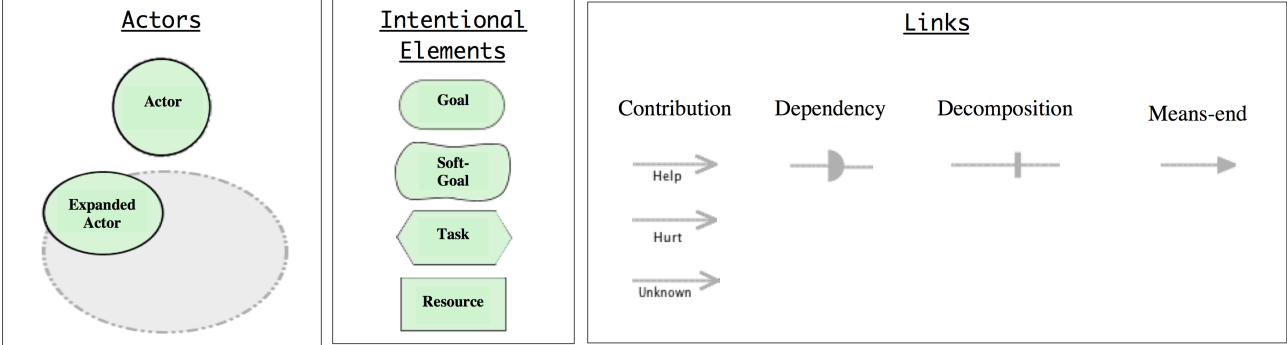 Actors
Actor
Expanded
Actor
Intentional
Elements
Goal
Soft-
Goal
Task
Resource
Links
Contribution
Dependency
Decomposition
Means-end
Help
Hurt
Unknown